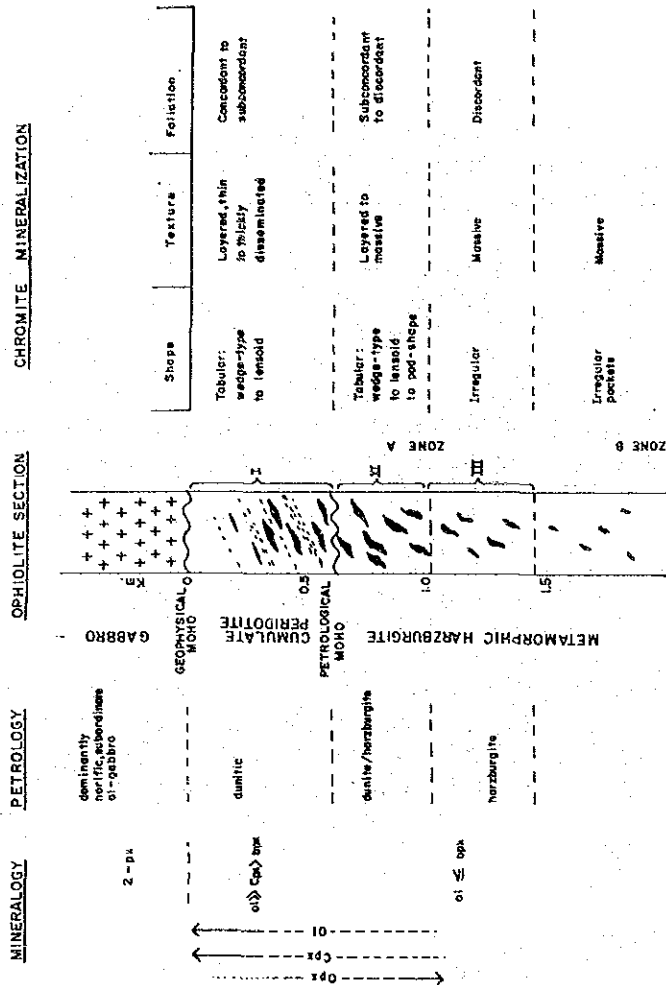 CHROMITE MINERALIZATION
Shape
Texture
Foliation
Tabular:
wedge-type
to lensoid
Layered, thin
to thickly
disseminated
Concordant to
subconcordant
Tabular:
wedge-type
to lensoid
to pod-shape
Layered to
massive
Subconcordant
to discordant
Irregular
Massive
Discordant
Irregular
pockets
Massive
OPHIOLITE SECTION
KM
0
0.5
1.0
1.5
I
II
III
ZONE A
ZONE B
GABBRO
GEOPHYSICAL
MOHO
CUMULATE
PERIDOTITE
PETROLOGICAL
MOHO
METAMORPHIC HARZBURGITE
PETROLOGY
dominantly
noritic, subordinate
ol-gabbro
dunitic
dunite/harzburgite
harzburgite
MINERALOGY
2-px
ol≫ Cpx> opx
ol ≤ opx
Ol
Cpx
Opx